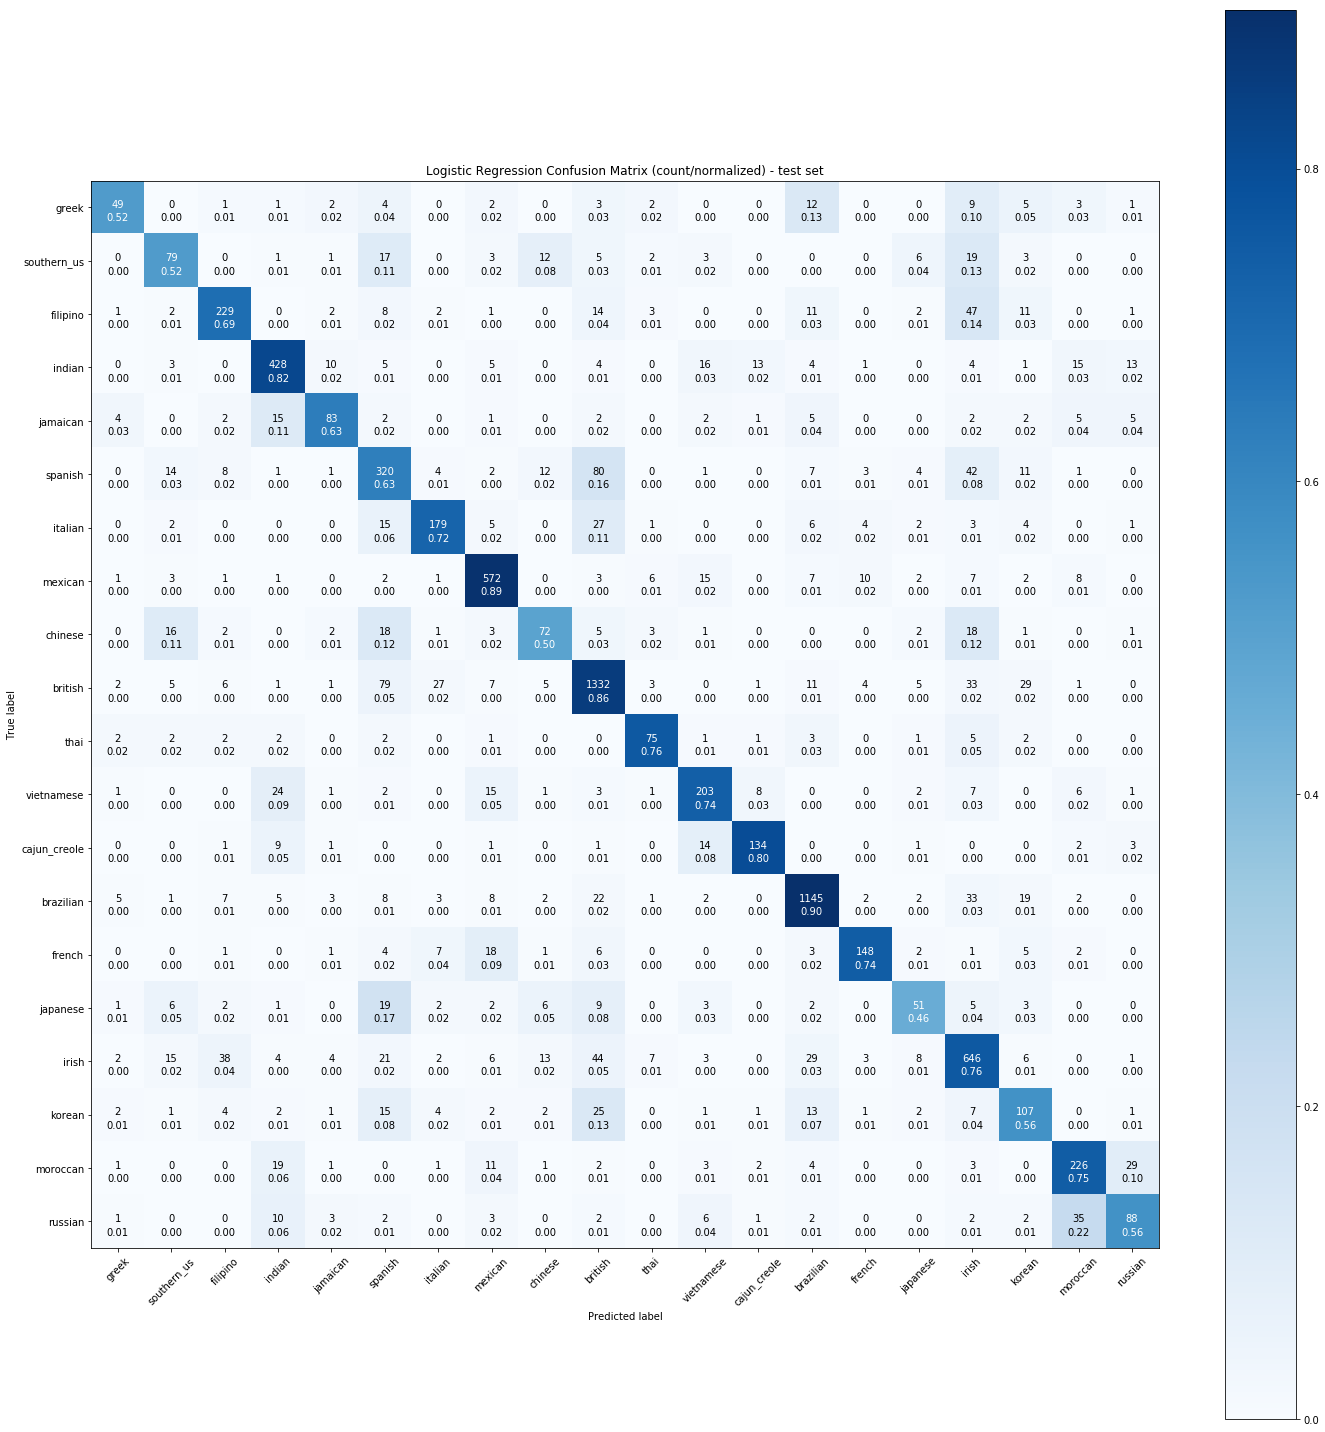 Logistic Regression Confusion Matrix (count/normalized) - test set
True label
greek 49 0 1 1 2 4 0 2 0 3 2 0 0 12 0 0 9 5 3 1
0.52 0.00 0.01 0.01 0.02 0.04 0.00 0.02 0.00 0.03 0.02 0.00 0.00 0.13 0.00 0.00 0.10 0.05 0.03 0.01
southern_us 0 79 0 1 1 17 0 3 12 5 2 3 0 0 0 6 19 3 0 0
0.00 0.52 0.00 0.01 0.01 0.11 0.00 0.02 0.08 0.03 0.01 0.02 0.00 0.00 0.00 0.04 0.13 0.02 0.00 0.00
filipino 1 2 229 0 2 8 2 1 0 14 3 0 0 11 0 2 47 11 0 1
0.00 0.01 0.69 0.00 0.01 0.02 0.01 0.00 0.00 0.04 0.01 0.00 0.00 0.03 0.00 0.01 0.14 0.03 0.00 0.00
indian 0 3 0 428 10 5 0 5 0 4 0 16 13 4 1 0 4 1 15 13
0.00 0.01 0.00 0.82 0.02 0.01 0.00 0.01 0.00 0.01 0.00 0.03 0.02 0.01 0.00 0.00 0.01 0.00 0.03 0.02
jamaican 4 0 2 15 83 2 0 1 0 2 0 2 1 5 0 0 2 2 5 5
0.03 0.00 0.02 0.11 0.63 0.02 0.00 0.01 0.00 0.02 0.00 0.02 0.01 0.04 0.00 0.00 0.02 0.02 0.04 0.04
spanish 0 14 8 1 1 320 4 2 12 80 0 1 0 7 3 4 42 11 1 0
0.00 0.03 0.02 0.00 0.00 0.63 0.01 0.00 0.02 0.16 0.00 0.00 0.00 0.01 0.01 0.01 0.08 0.02 0.00 0.00
italian 0 2 0 0 0 15 179 5 0 27 1 0 0 6 4 2 3 4 0 1
0.00 0.01 0.00 0.00 0.00 0.06 0.72 0.02 0.00 0.11 0.00 0.00 0.00 0.02 0.02 0.01 0.01 0.02 0.00 0.00
mexican 1 3 1 1 0 2 1 572 0 3 6 15 0 7 10 2 7 2 8 0
0.00 0.00 0.00 0.00 0.00 0.00 0.00 0.89 0.00 0.00 0.01 0.02 0.00 0.01 0.02 0.00 0.01 0.00 0.01 0.00
chinese 0 16 2 0 2 18 1 3 72 5 3 1 0 0 0 2 18 1 0 1
0.00 0.11 0.01 0.00 0.01 0.12 0.01 0.02 0.50 0.03 0.02 0.01 0.00 0.00 0.00 0.01 0.12 0.01 0.00 0.01
british 2 5 6 1 1 79 27 7 5 1332 3 0 1 11 4 5 33 29 1 0
0.00 0.00 0.00 0.00 0.00 0.05 0.02 0.00 0.00 0.86 0.00 0.00 0.00 0.01 0.00 0.00 0.02 0.02 0.00 0.00
thai 2 2 2 2 0 2 0 1 0 0 75 1 1 3 0 1 5 2 0 0
0.02 0.02 0.02 0.02 0.00 0.02 0.00 0.01 0.00 0.00 0.76 0.01 0.01 0.03 0.00 0.01 0.05 0.02 0.00 0.00
vietnamese 1 0 0 24 1 2 0 15 1 3 1 203 8 0 0 2 7 0 6 1
0.00 0.00 0.00 0.09 0.00 0.01 0.00 0.05 0.00 0.01 0.00 0.74 0.03 0.00 0.00 0.01 0.03 0.00 0.02 0.00
cajun_creole 0 0 1 9 1 0 0 1 0 1 0 14 134 0 0 1 0 0 2 3
0.00 0.00 0.01 0.05 0.01 0.00 0.00 0.01 0.00 0.01 0.00 0.08 0.80 0.00 0.00 0.01 0.00 0.00 0.01 0.02
brazilian 5 1 7 5 3 8 3 8 2 22 1 2 0 1145 2 2 33 19 2 0
0.00 0.00 0.01 0.00 0.00 0.01 0.00 0.01 0.00 0.02 0.00 0.00 0.00 0.90 0.00 0.00 0.03 0.01 0.00 0.00
french 0 0 1 0 1 4 7 18 1 6 0 0 0 3 148 2 1 5 2 0
0.00 0.00 0.01 0.00 0.01 0.02 0.04 0.09 0.01 0.03 0.00 0.00 0.00 0.02 0.74 0.01 0.01 0.03 0.01 0.00
japanese 1 6 2 1 0 19 2 2 6 9 0 3 0 2 0 51 5 3 0 0
0.01 0.05 0.02 0.01 0.00 0.17 0.02 0.02 0.05 0.08 0.00 0.03 0.00 0.02 0.00 0.46 0.04 0.03 0.00 0.00
irish 2 15 38 4 4 21 2 6 13 44 7 3 0 29 3 8 646 6 0 1
0.00 0.02 0.04 0.00 0.00 0.02 0.00 0.01 0.02 0.05 0.01 0.00 0.00 0.03 0.00 0.01 0.76 0.01 0.00 0.00
korean 2 1 4 2 1 15 4 2 2 25 0 1 1 13 1 2 7 107 0 1
0.01 0.01 0.02 0.01 0.01 0.08 0.02 0.01 0.01 0.13 0.00 0.01 0.01 0.07 0.01 0.01 0.04 0.56 0.00 0.01
moroccan 1 0 0 19 1 0 1 11 1 2 0 3 2 4 0 0 3 0 226 29
0.00 0.00 0.00 0.06 0.00 0.00 0.00 0.04 0.00 0.01 0.00 0.01 0.01 0.01 0.00 0.00 0.01 0.00 0.75 0.10
russian 1 0 0 10 3 2 0 3 0 2 0 6 1 2 0 0 2 2 35 88
0.01 0.00 0.00 0.06 0.02 0.01 0.00 0.02 0.00 0.01 0.00 0.04 0.01 0.01 0.00 0.00 0.01 0.01 0.22 0.56
greek southern_us filipino indian jamaican spanish italian mexican chinese british thai vietnamese cajun_creole brazilian french japanese irish korean moroccan russian
Predicted label
0.8
0.6
0.4
0.2
0.0